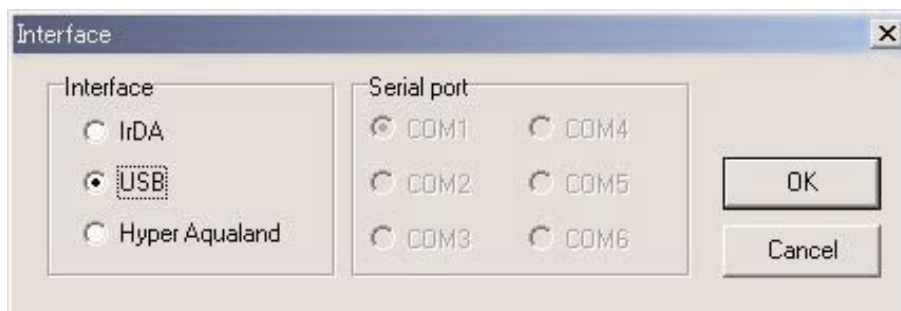 Interface
Interface
IrDA
USB
Hyper Aqualand
Serial port
COM1
COM2
COM3
COM4
COM5
COM6
OK
Cancel